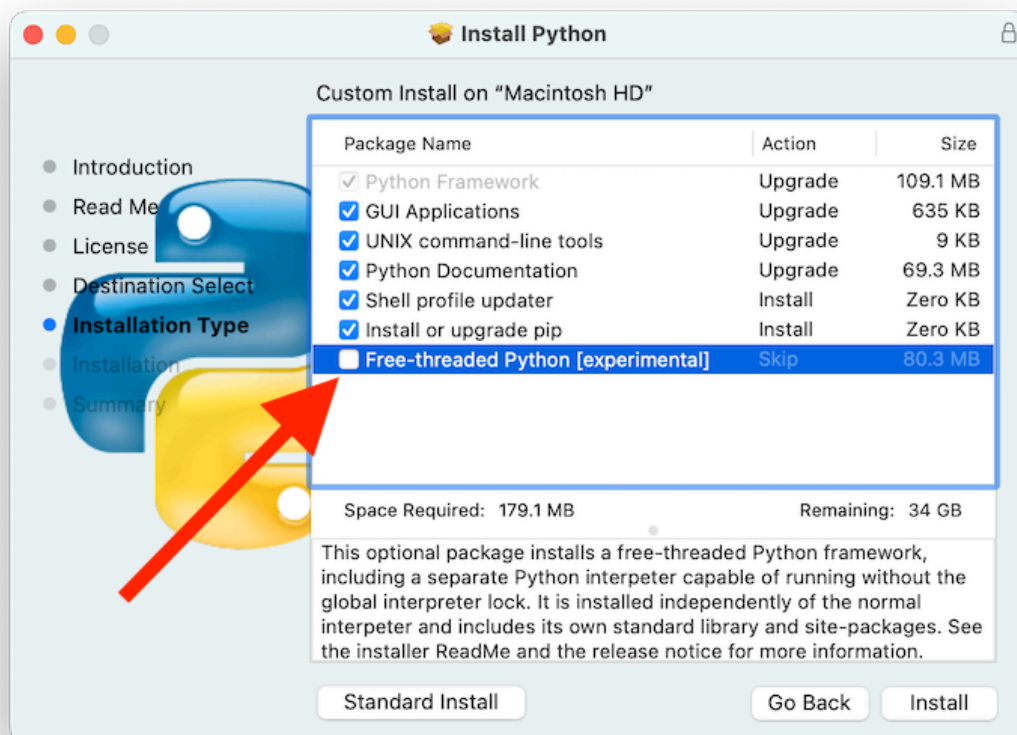 Install Python
Custom Install on “Macintosh HD”
Introduction
Read Me
License
Destination Select
Installation Type
Installation
Summary
Package Name Action Size
Python Framework Upgrade 109.1 MB
GUI Applications Upgrade 635 KB
UNIX command-line tools Upgrade 9 KB
Python Documentation Upgrade 69.3 MB
Shell profile updater Install Zero KB
Install or upgrade pip Install Zero KB
Free-threaded Python [experimental] Skip 80.3 MB
Space Required: 179.1 MB Remaining: 34 GB
This optional package installs a free-threaded Python framework,
including a separate Python interpeter capable of running without the
global interpreter lock. It is installed independently of the normal
interpeter and includes its own standard library and site-packages. See
the installer ReadMe and the release notice for more information.
Standard Install Go Back Install